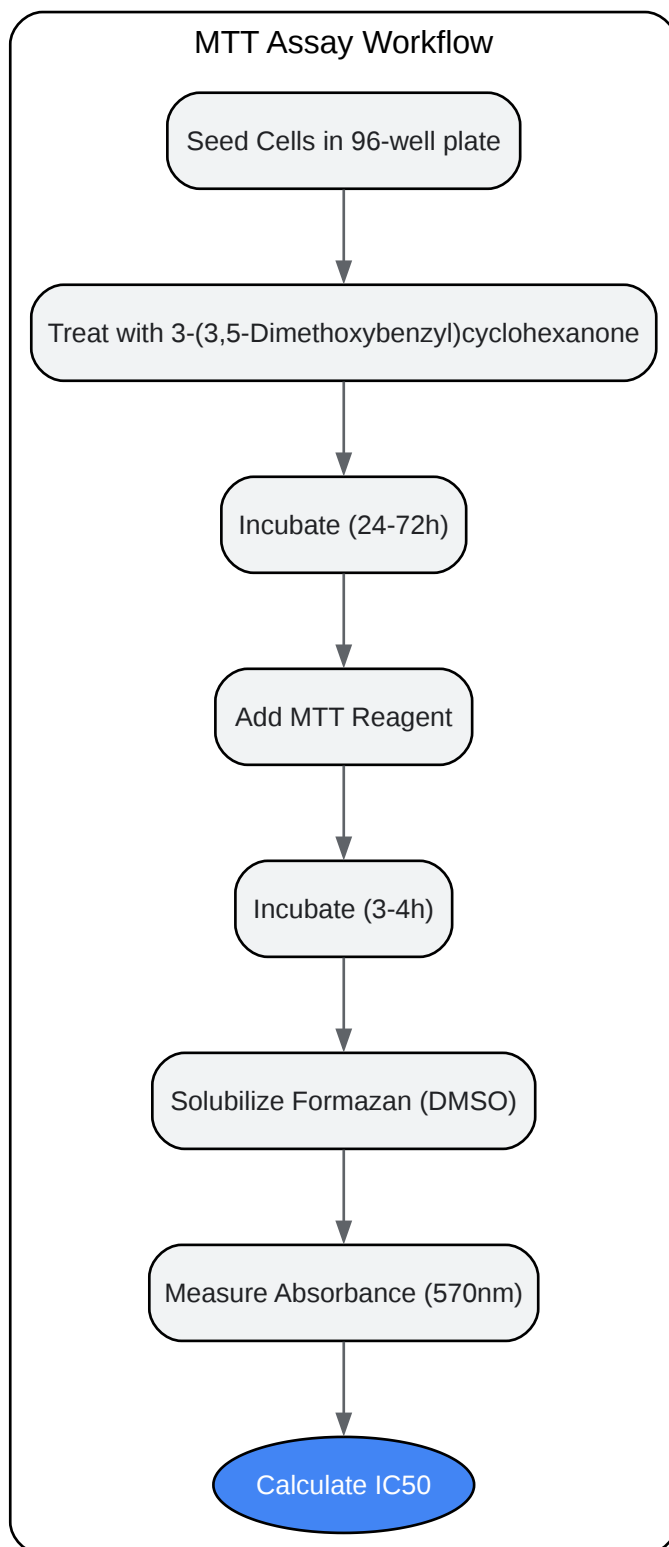 MTT Assay Workflow
Seed Cells in 96-well plate
Treat with 3-(3,5-Dimethoxybenzyl)cyclohexanone
Incubate (24-72h)
Add MTT Reagent
Incubate (3-4h)
Solubilize Formazan (DMSO)
Measure Absorbance (570nm)
Calculate IC50